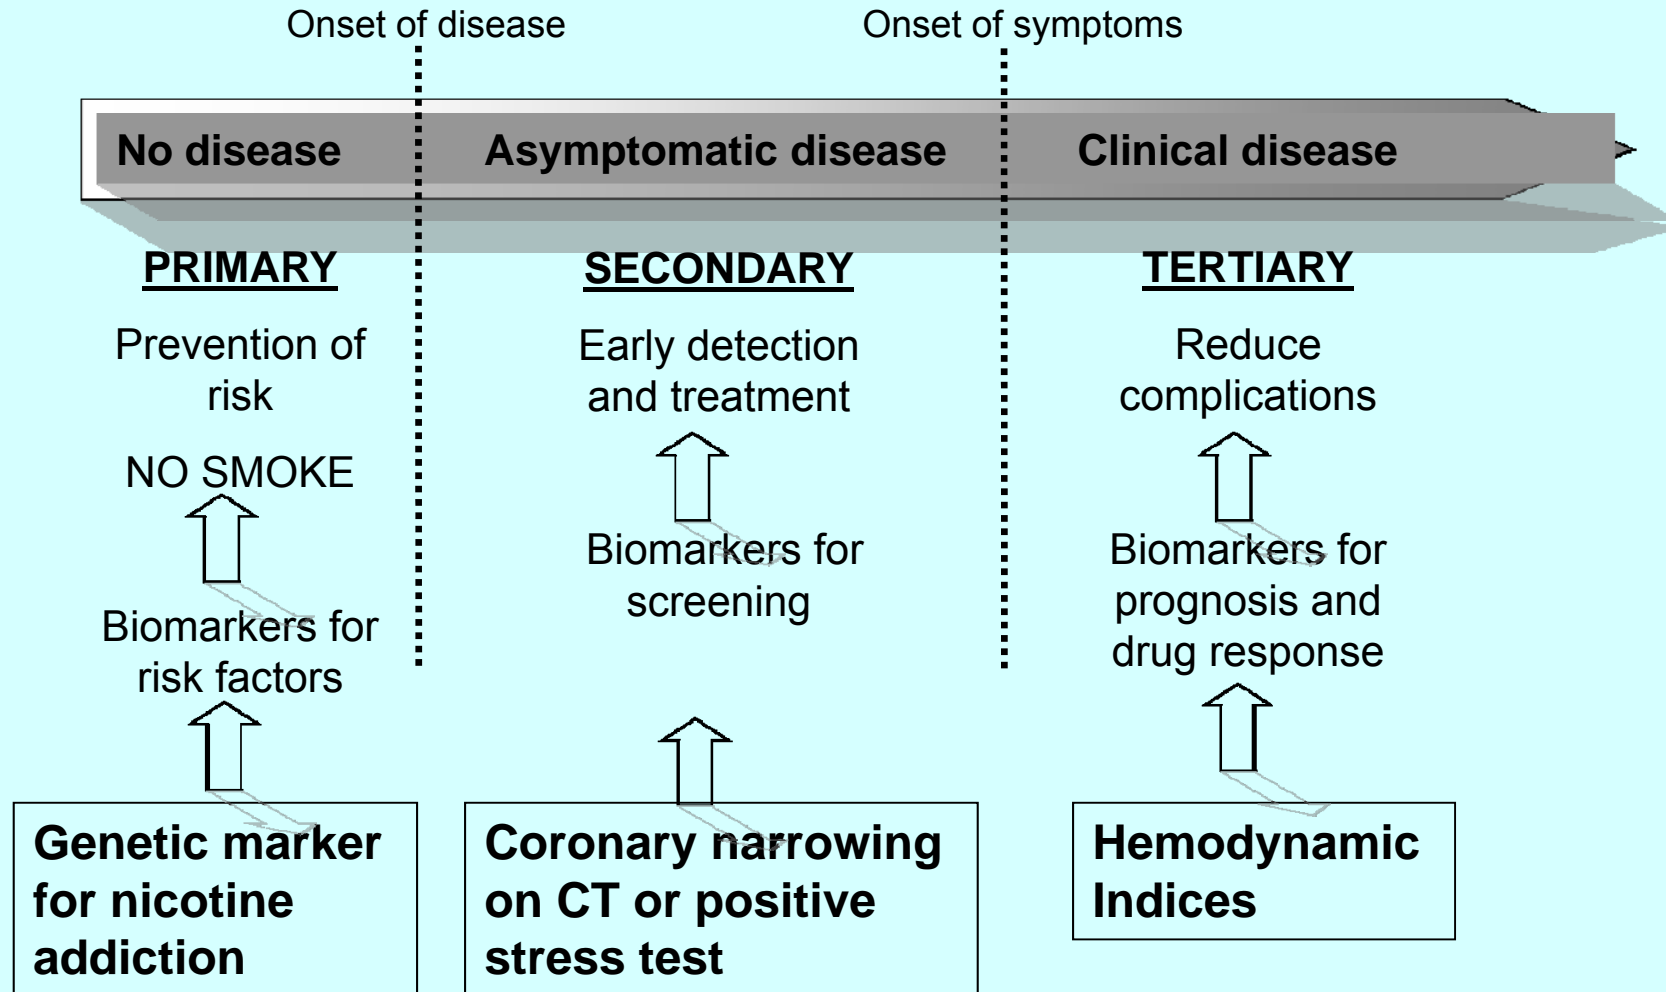 Onset of disease
Onset of symptoms
No disease
Asymptomatic disease
Clinical disease
PRIMARY
Prevention of
risk
NO SMOKE
Biomarkers for
risk factors
Genetic marker
for nicotine
addiction
SECONDARY
Early detection
and treatment
Biomarkers for
screening
Coronary narrowing
on CT or positive
stress test
TERTIARY
Reduce
complications
Biomarkers for
prognosis and
drug response
Hemodynamic
Indices